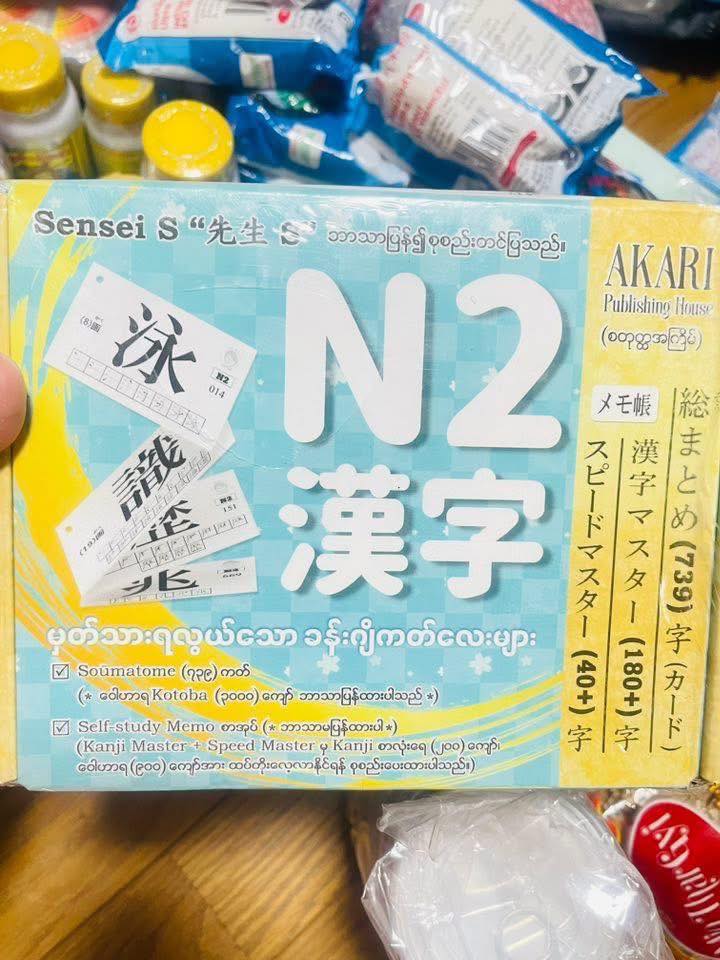 Sensei S “先生 S” ဘာသာပြန်၍စုစည်းတင်ပြသည်။
N2
漢字
泳
N2
014
識
N2
151
兆
မှတ်သားရလွယ်သော ခန်းဂျိကတ်လေးများ
☑ Soūmatome (၇၃၉) ကတ်
(* ဝေါဟာရ Kotoba (၃၀၀၀) ကျော် ဘာသာပြန်ထားပါသည် *)
☑ Self-study Memo စာအုပ် (* ဘာသာမပြန်ထားပါ *)
(Kanji Master + Speed Master မှ Kanji စာလုံးရေ (၂၀၀) ကျော်၊
ဝေါဟာရ (၉၀၀) ကျော်အား ထပ်တိုးလေ့လာနိုင်ရန် စုစည်းပေးထားပါသည်။)
AKARI
Publishing House
(စတုတ္ထအကြိမ်)
総まとめ (739) 字 (カード)
メモ帳
漢字マスター (180+) 字
スピードマスター (40+) 字